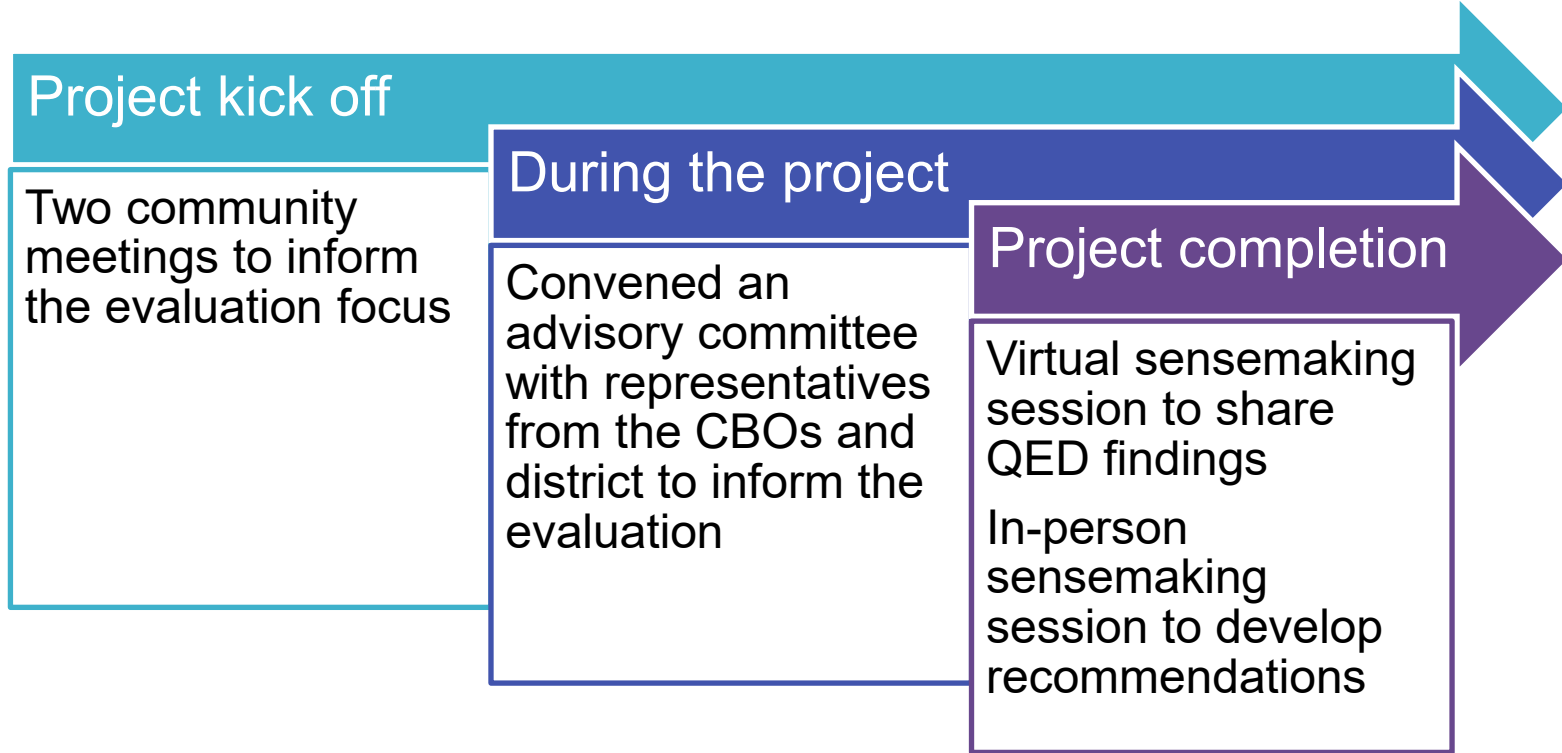 Project kick off
Two community
meetings to inform
the evaluation focus
During the project
Convened an
advisory committee
with representatives
from the CBOs and
district to inform the
evaluation
Project completion
Virtual sensemaking
session to share
QED findings
In-person
sensemaking
session to develop
recommendations